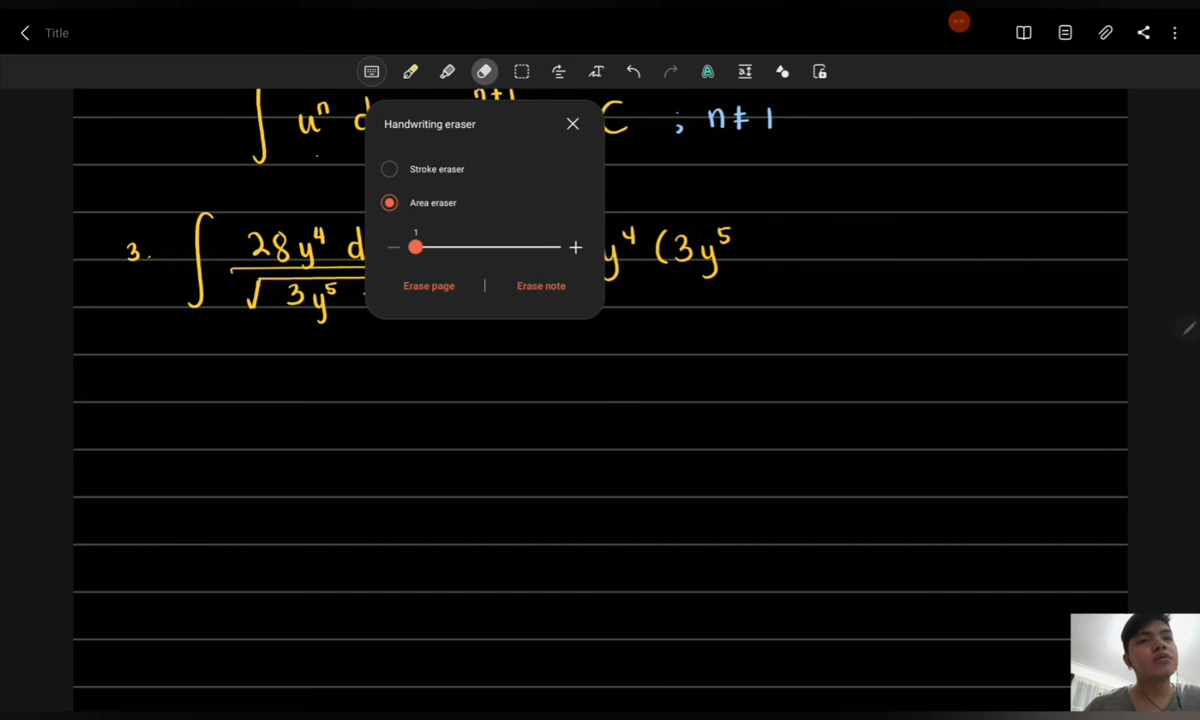 Title
∫ uⁿ d n+1 C ; n ≠ 1
Handwriting eraser
Stroke eraser
Area eraser
1
Erase page | Erase note
3. ∫ 28y⁴ d y⁴ (3y⁵
√ 3y⁵